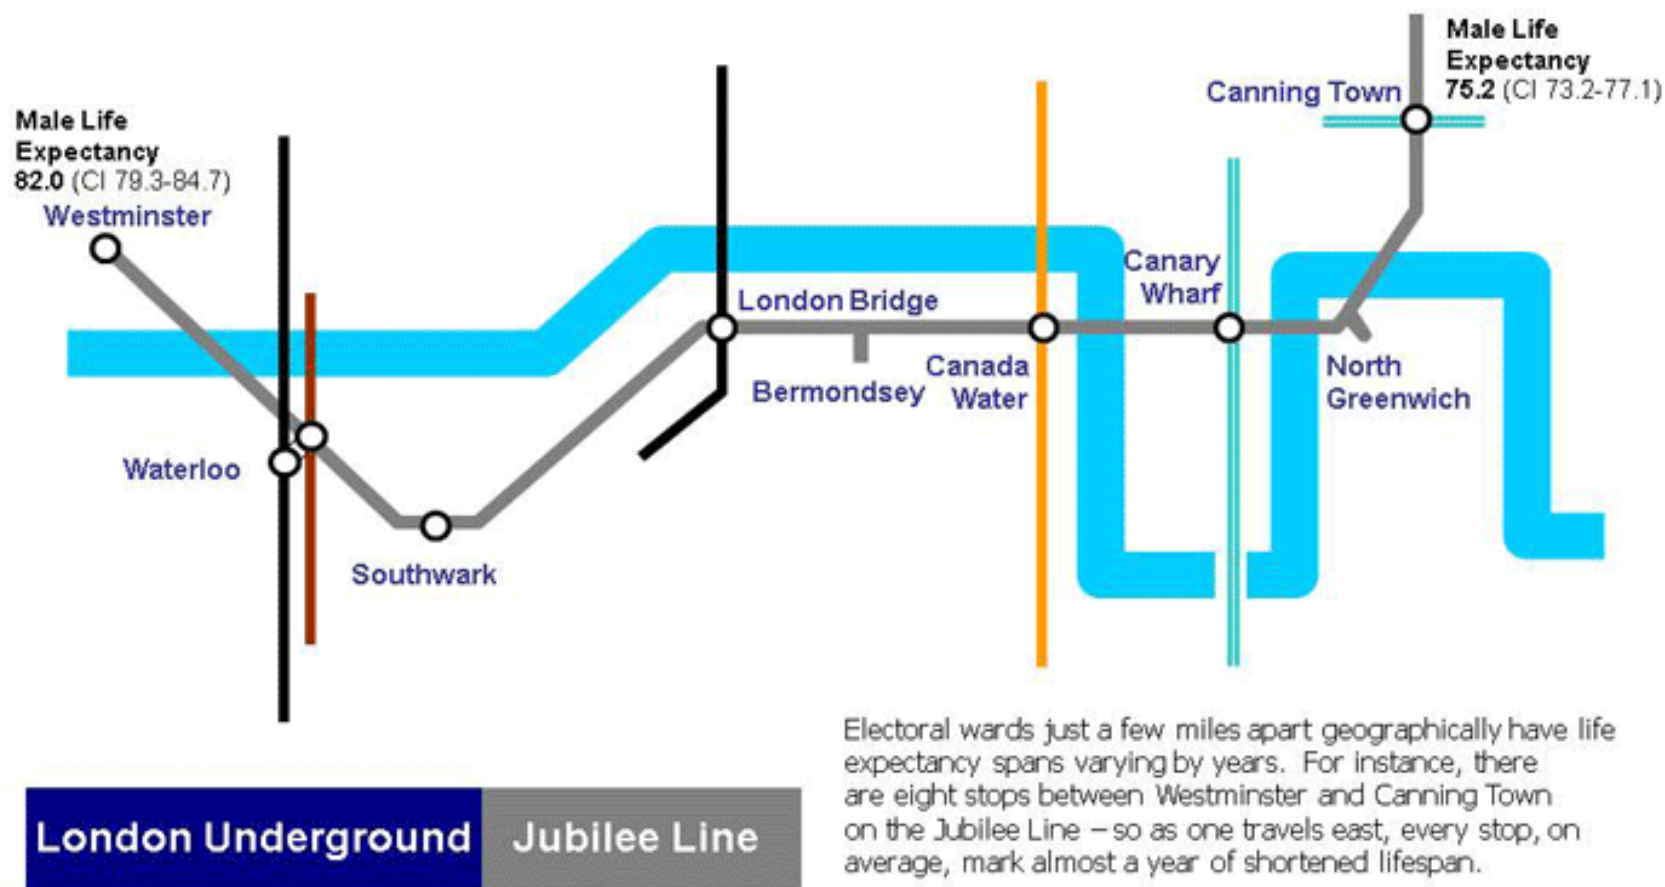 Male Life
Expectancy
82.0 (CI 79.3-84.7)
Westminster
Waterloo
Southwark
London Bridge
Bermondsey
Canada
Water
Canary
Wharf
North
Greenwich
Canning Town
Male Life
Expectancy
75.2 (CI 73.2-77.1)
London Underground
Jubilee Line
Electoral wards just a few miles apart geographically have life
expectancy spans varying by years. For instance, there
are eight stops between Westminster and Canning Town
on the Jubilee Line – so as one travels east, every stop, on
average, mark almost a year of shortened lifespan.